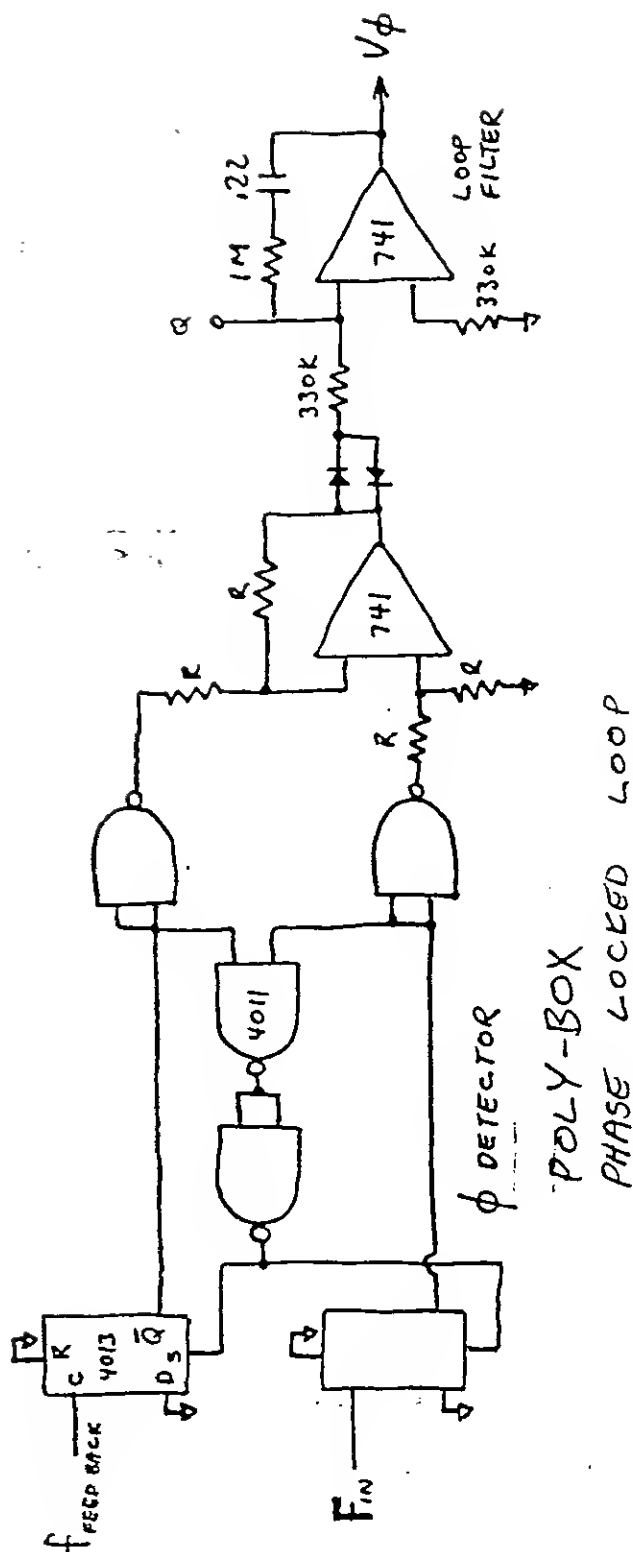 f FEED BACK
C
R
4013
Q̅
D
S
F IN
4011
φ DETECTOR
R
R
R
R
741
330K
Q
1M
.22
741
330K
LOOP
FILTER
Vφ
POLY-BOX
PHASE LOCKED LOOP